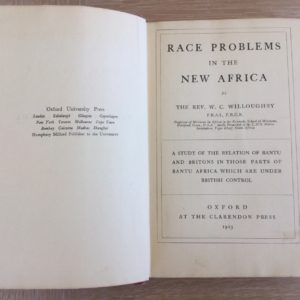 Oxford University Press
London Edinburgh Glasgow Copenhagen
New York Toronto Melbourne Cape Town
Bombay Calcutta Madras Shanghai
Humphrey Milford Publisher to the University
RACE PROBLEMS
IN THE
NEW AFRICA
BY
THE REV. W. C. WILLOUGHBY
F.R.A.I., F.R.G.S.
A STUDY OF THE RELATION OF BANTU
AND BRITONS IN THOSE PARTS OF
BANTU AFRICA WHICH ARE UNDER
BRITISH CONTROL
OXFORD
AT THE CLARENDON PRESS
1923